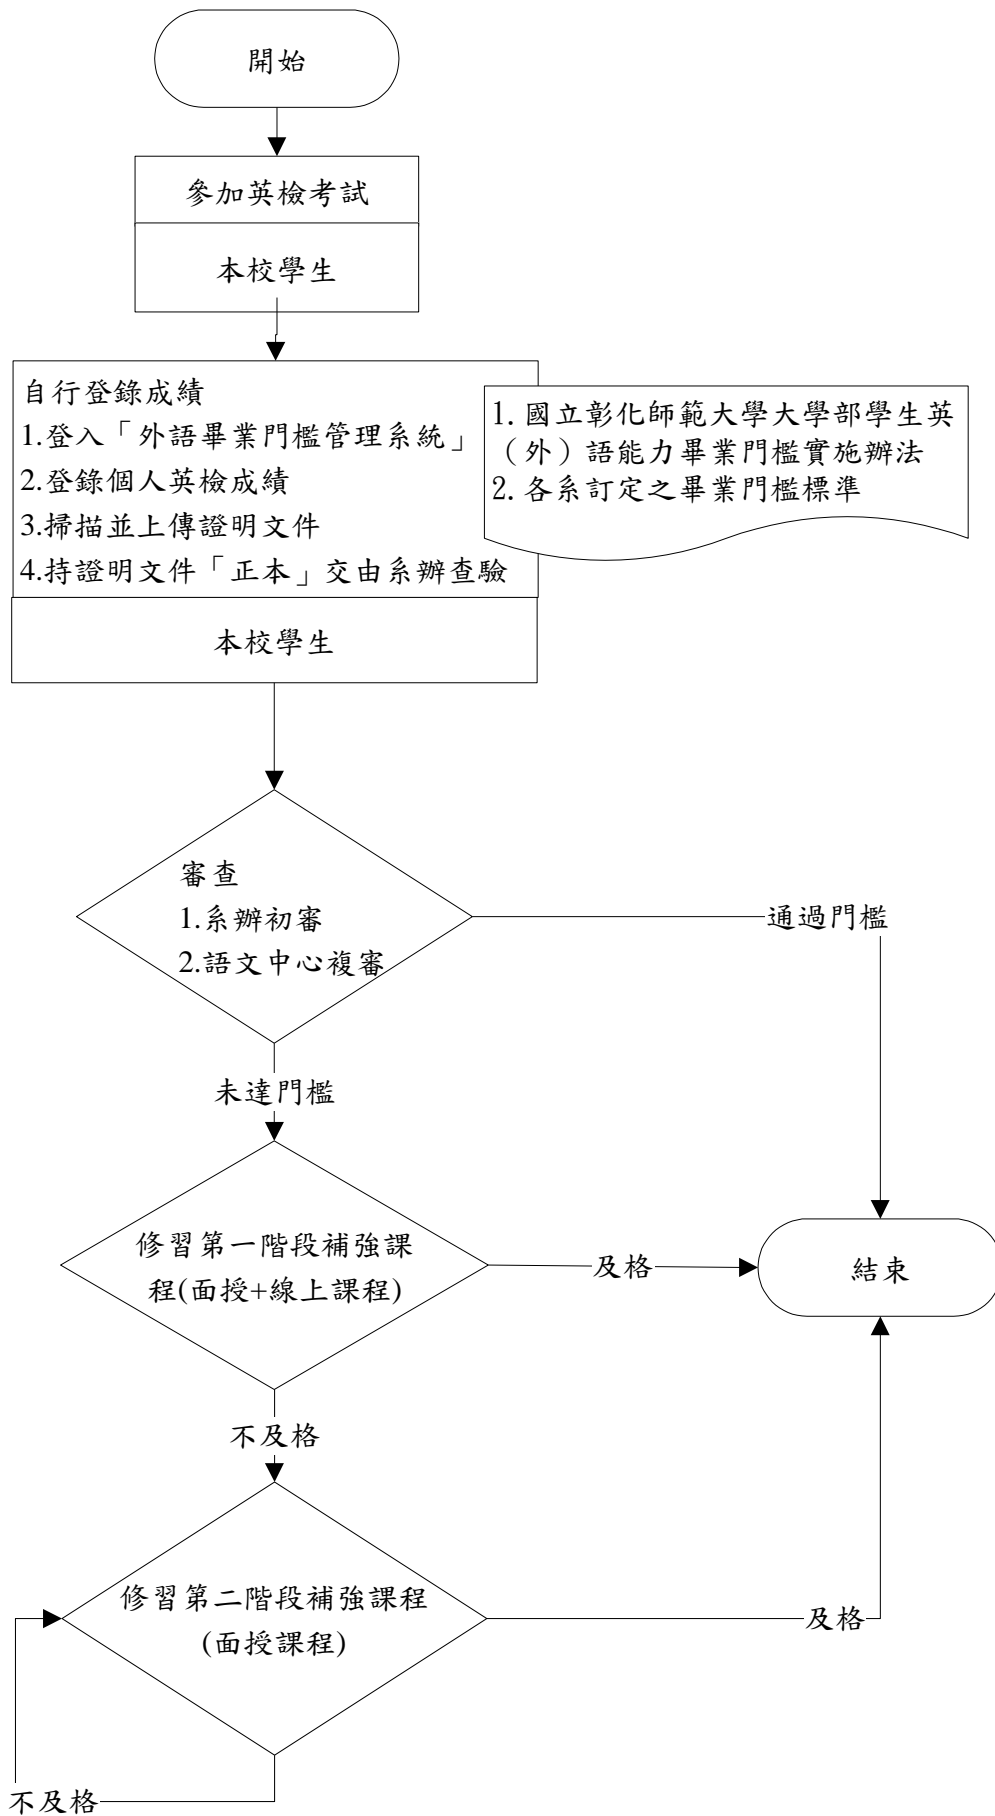 開始
參加英檢考試
本校學生
自行登錄成績
1.登入「外語畢業門檻管理系統」
2.登錄個人英檢成績
3.掃描並上傳證明文件
4.持證明文件「正本」交由系辦查驗
本校學生
1. 國立彰化師範大學大學部學生英
（外）語能力畢業門檻實施辦法
2. 各系訂定之畢業門檻標準
審查
1.系辦初審
2.語文中心複審
通過門檻
未達門檻
修習第一階段補強課
程(面授+線上課程)
及格
結束
不及格
修習第二階段補強課程
(面授課程)
及格
不及格